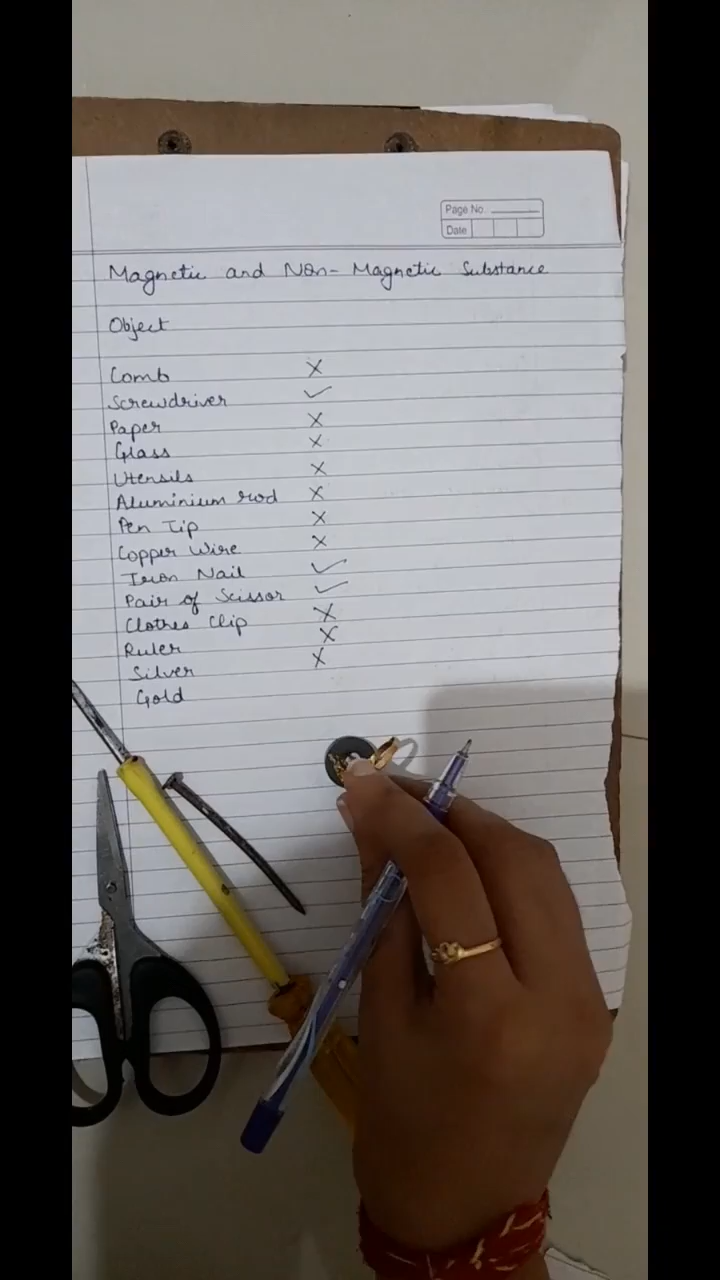 Page No.
Date
Magnetic and Non-Magnetic Substance
Object
Comb ×
Screwdriver ✓
Paper ×
Glass ×
Utensils ×
Aluminium rod ×
Pen Tip ×
Copper Wire ×
Iron Nail ✓
Pair of Scissor ✓
Clothes Clip ×
Ruler ×
Silver ×
Gold